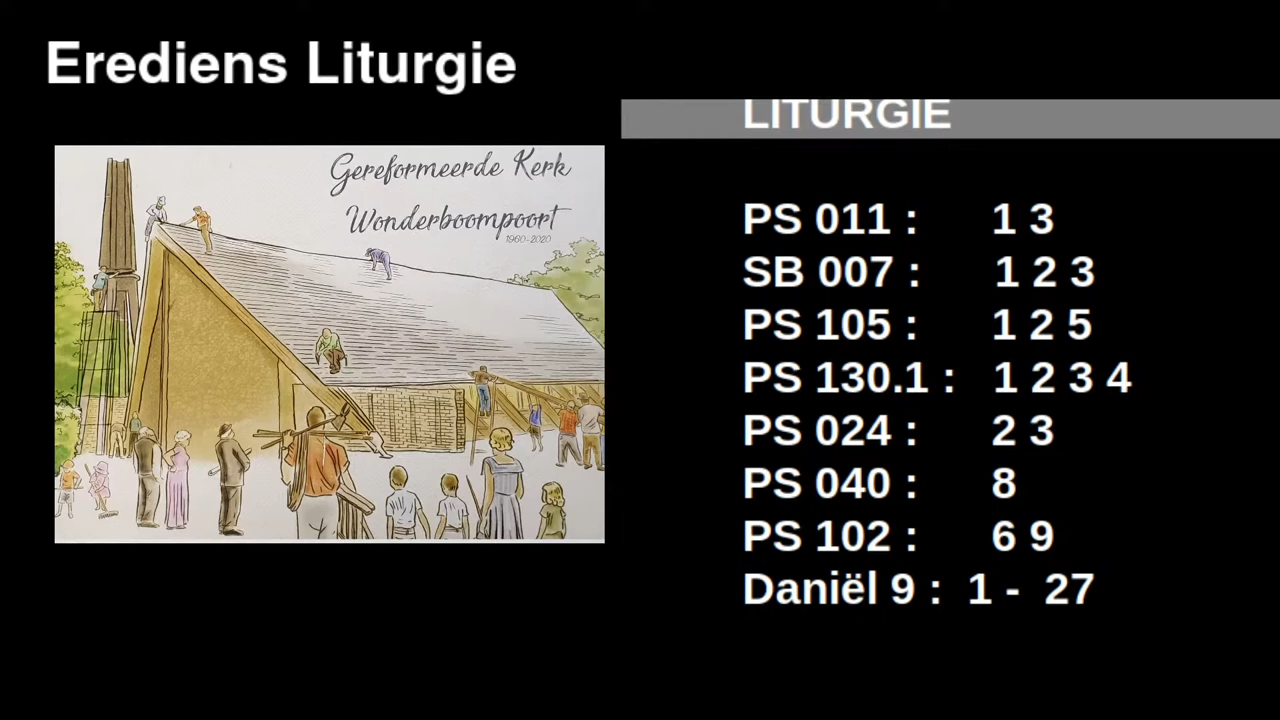 Erediens Liturgie
LITURGIE
Gereformeerde Kerk
Wonderboompoort
1960-2020
PS 011 : 1 3
SB 007 : 1 2 3
PS 105 : 1 2 5
PS 130.1 : 1 2 3 4
PS 024 : 2 3
PS 040 : 8
PS 102 : 6 9
Daniël 9 : 1 - 27